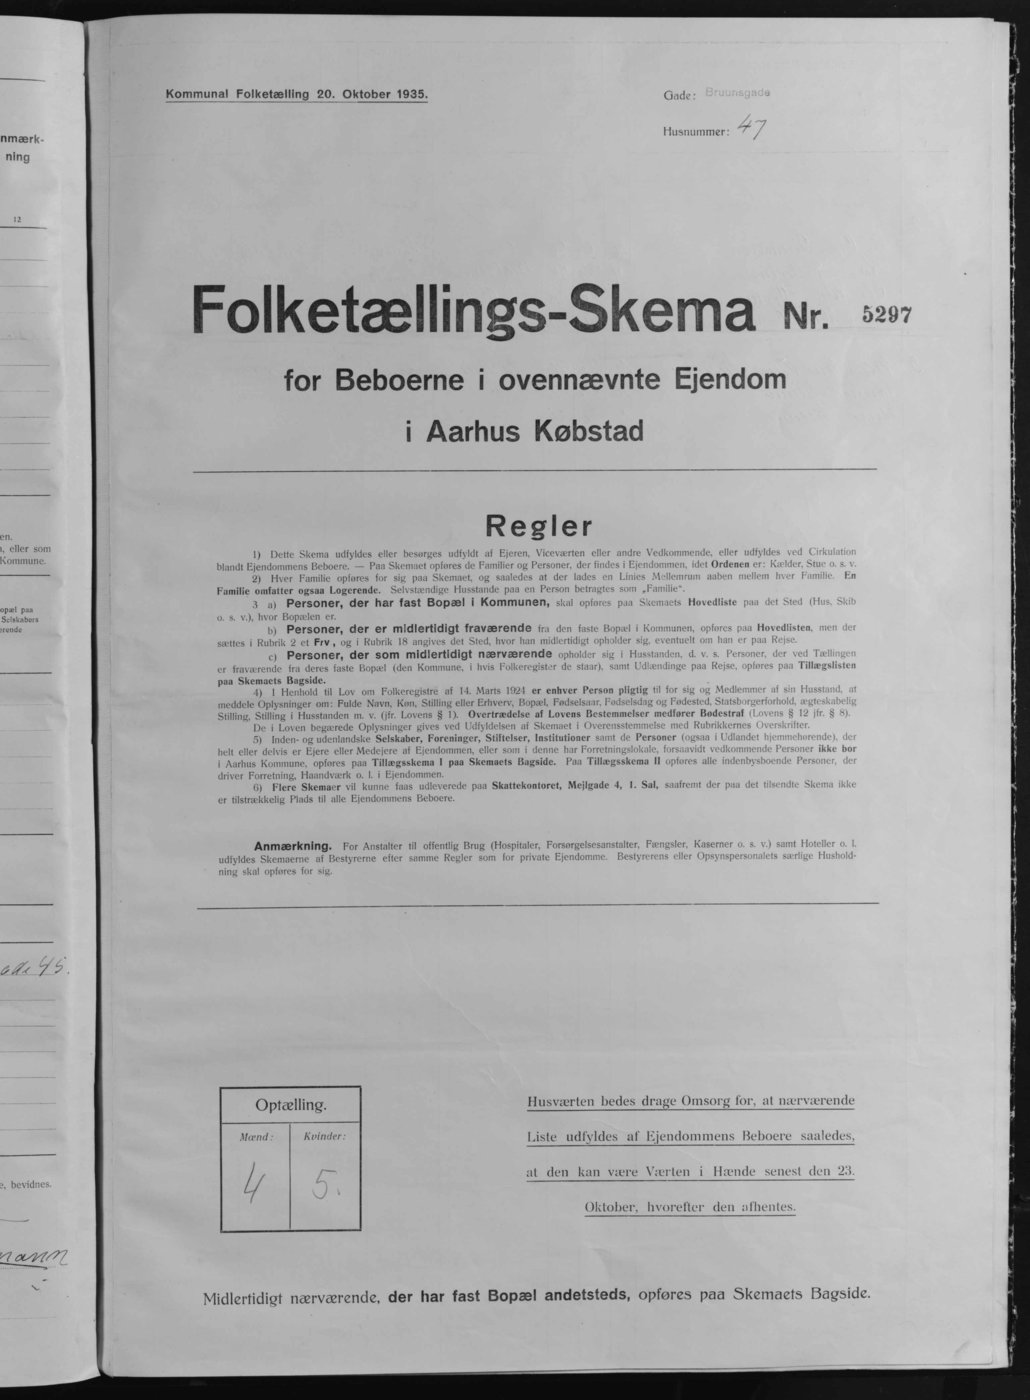 nmærk-
ning
12
en.
, eller som
Kommune.
opæl paa
Selskabers
erende
ade 45.
e, bevidnes.
mann
Kommunal Folketælling 20. Oktober 1935.
Gade: Bruunsgade
Husnummer: 47
Folketællings-Skema Nr. 5297
for Beboerne i ovennævnte Ejendom
i Aarhus Købstad
Regler
1) Dette Skema udfyldes eller besørges udfyldt af Ejeren, Viceværten eller andre Vedkommende, eller udfyldes ved Cirkulation
blandt Ejendommens Beboere. — Paa Skemaet opføres de Familier og Personer, der findes i Ejendommen, idet Ordenen er: Kælder, Stue o. s. v.
2) Hver Familie opføres for sig paa Skemaet, og saaledes at der lades en Linies Mellemrum aaben mellem hver Familie. En
Familie omfatter ogsaa Logerende. Selvstændige Husstande paa en Person betragtes som „Familie“.
3 a) Personer, der har fast Bopæl i Kommunen, skal opføres paa Skemaets Hovedliste paa det Sted (Hus, Skib
o. s. v.), hvor Bopælen er.
b) Personer, der er midlertidigt fraværende fra den faste Bopæl i Kommunen, opføres paa Hovedlisten, men der
sættes i Rubrik 2 et Frv, og i Rubrik 18 angives det Sted, hvor han midlertidigt opholder sig, eventuelt om han er paa Rejse.
c) Personer, der som midlertidigt nærværende opholder sig i Husstanden, d. v. s. Personer, der ved Tællingen
er fraværende fra deres faste Bopæl (den Kommune, i hvis Folkeregister de staar), samt Udlændinge paa Rejse, opføres paa Tillægslisten
paa Skemaets Bagside.
4) I Henhold til Lov om Folkeregistre af 14. Marts 1924 er enhver Person pligtig til for sig og Medlemmer af sin Husstand, at
meddele Oplysninger om: Fulde Navn, Køn, Stilling eller Erhverv, Bopæl, Fødselsaar, Fødselsdag og Fødested, Statsborgerforhold, ægteskabelig
Stilling, Stilling i Husstanden m. v. (jfr. Lovens § 1). Overtrædelse af Lovens Bestemmelser medfører Bødestraf (Lovens § 12 jfr. § 8).
De i Loven begærede Oplysninger gives ved Udfyldelsen af Skemaet i Overensstemmelse med Rubrikkernes Overskrifter.
5) Inden- og udenlandske Selskaber, Foreninger, Stiftelser, Institutioner samt de Personer (ogsaa i Udlandet hjemmehørende), der
helt eller delvis er Ejere eller Medejere af Ejendommen, eller som i denne har Forretningslokale, forsaavidt vedkommende Personer ikke bor
i Aarhus Kommune, opføres paa Tillægsskema I paa Skemaets Bagside. Paa Tillægsskema II opføres alle indenbysboende Personer, der
driver Forretning, Haandværk o. l. i Ejendommen.
6) Flere Skemaer vil kunne faas udleverede paa Skattekontoret, Mejlgade 4, 1. Sal, saafremt der paa det tilsendte Skema ikke
er tilstrækkelig Plads til alle Ejendommens Beboere.
Anmærkning. For Anstalter til offentlig Brug (Hospitaler, Forsørgelsesanstalter, Fængsler, Kaserner o. s. v.) samt Hoteller o. l.
udfyldes Skemaerne af Bestyrerne efter samme Regler som for private Ejendomme. Bestyrerens eller Opsynspersonalets særlige Hushold-
ning skal opføres for sig.
Optælling.
Mænd: Kvinder:
4 5.
Husværten bedes drage Omsorg for, at nærværende
Liste udfyldes af Ejendommens Beboere saaledes,
at den kan være Værten i Hænde senest den 23.
Oktober, hvorefter den afhentes.
Midlertidigt nærværende, der har fast Bopæl andetsteds, opføres paa Skemaets Bagside.